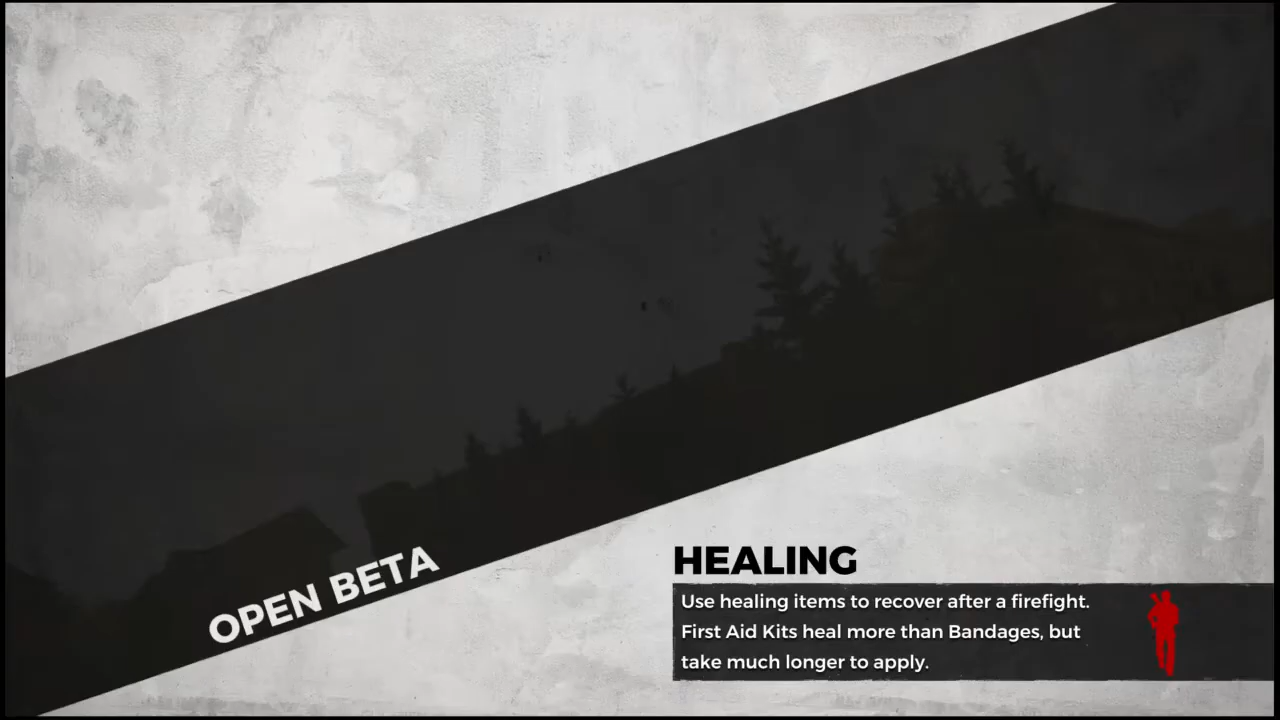 OPEN BETA
HEALING
Use healing items to recover after a firefight.
First Aid Kits heal more than Bandages, but
take much longer to apply.